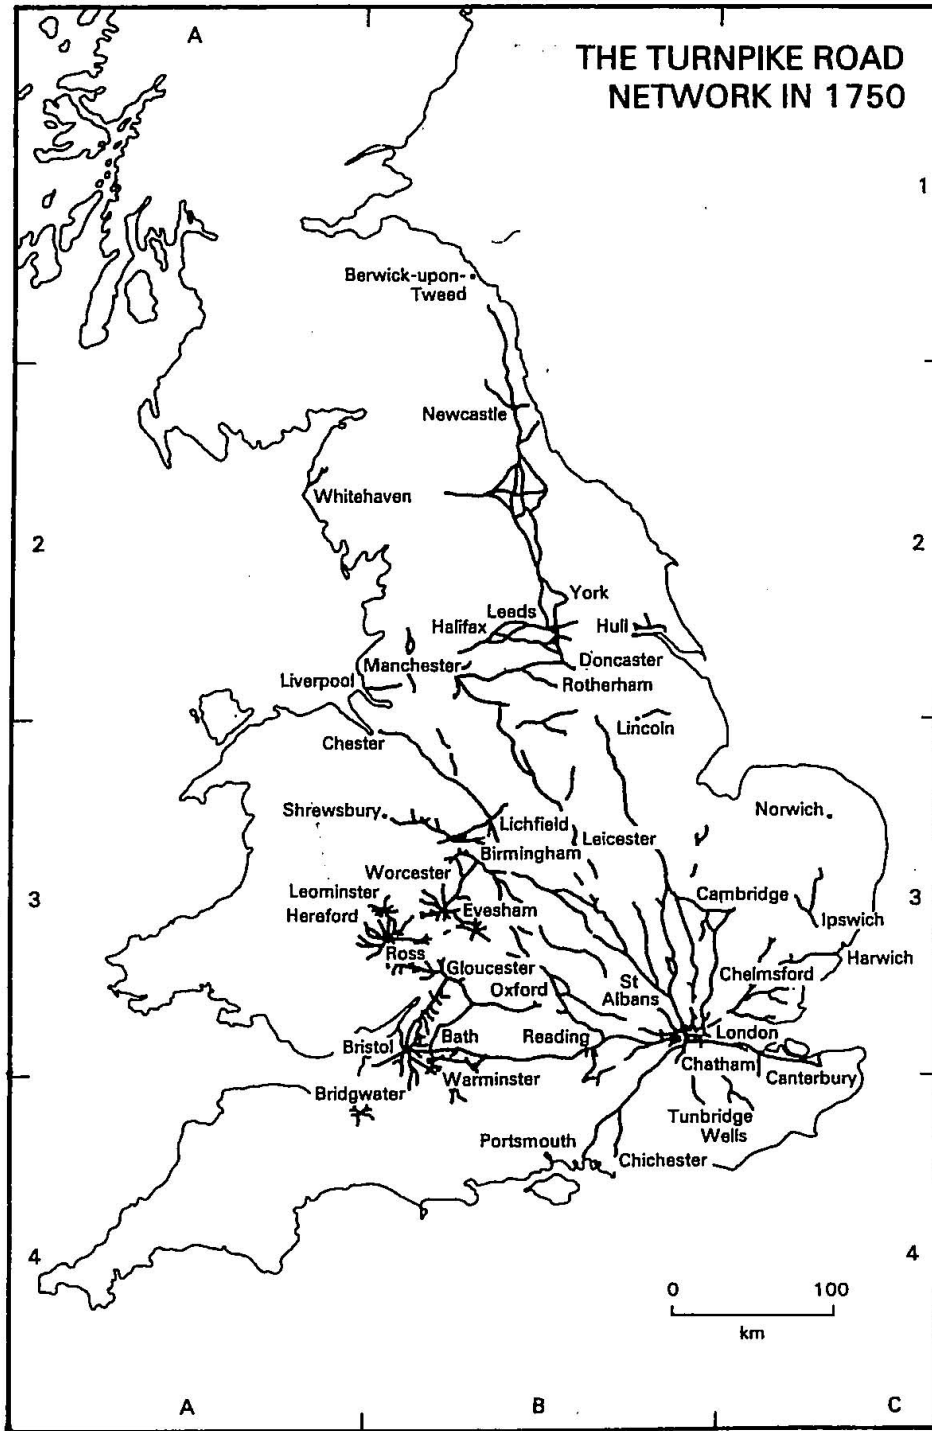 A
THE TURNPIKE ROAD
NETWORK IN 1750
1
Berwick-upon-
Tweed
Newcastle
Whitehaven
2
2
York
Leeds
Halifax
Hull
Manchester
Doncaster
Liverpool
Rotherham
Lincoln
Chester
Shrewsbury
Norwich
Lichfield
Leicester
Birmingham
Worcester
Leominster
Cambridge
3
3
Hereford
Evesham
Ipswich
Ross
Harwich
Gloucester
Chelmsford
Oxford
St
Albans
Bristol
Bath
Reading
London
Chatham
Warminster
Canterbury
Bridgwater
Tunbridge
Wells
Portsmouth
Chichester
4
4
0 100
km
A B C